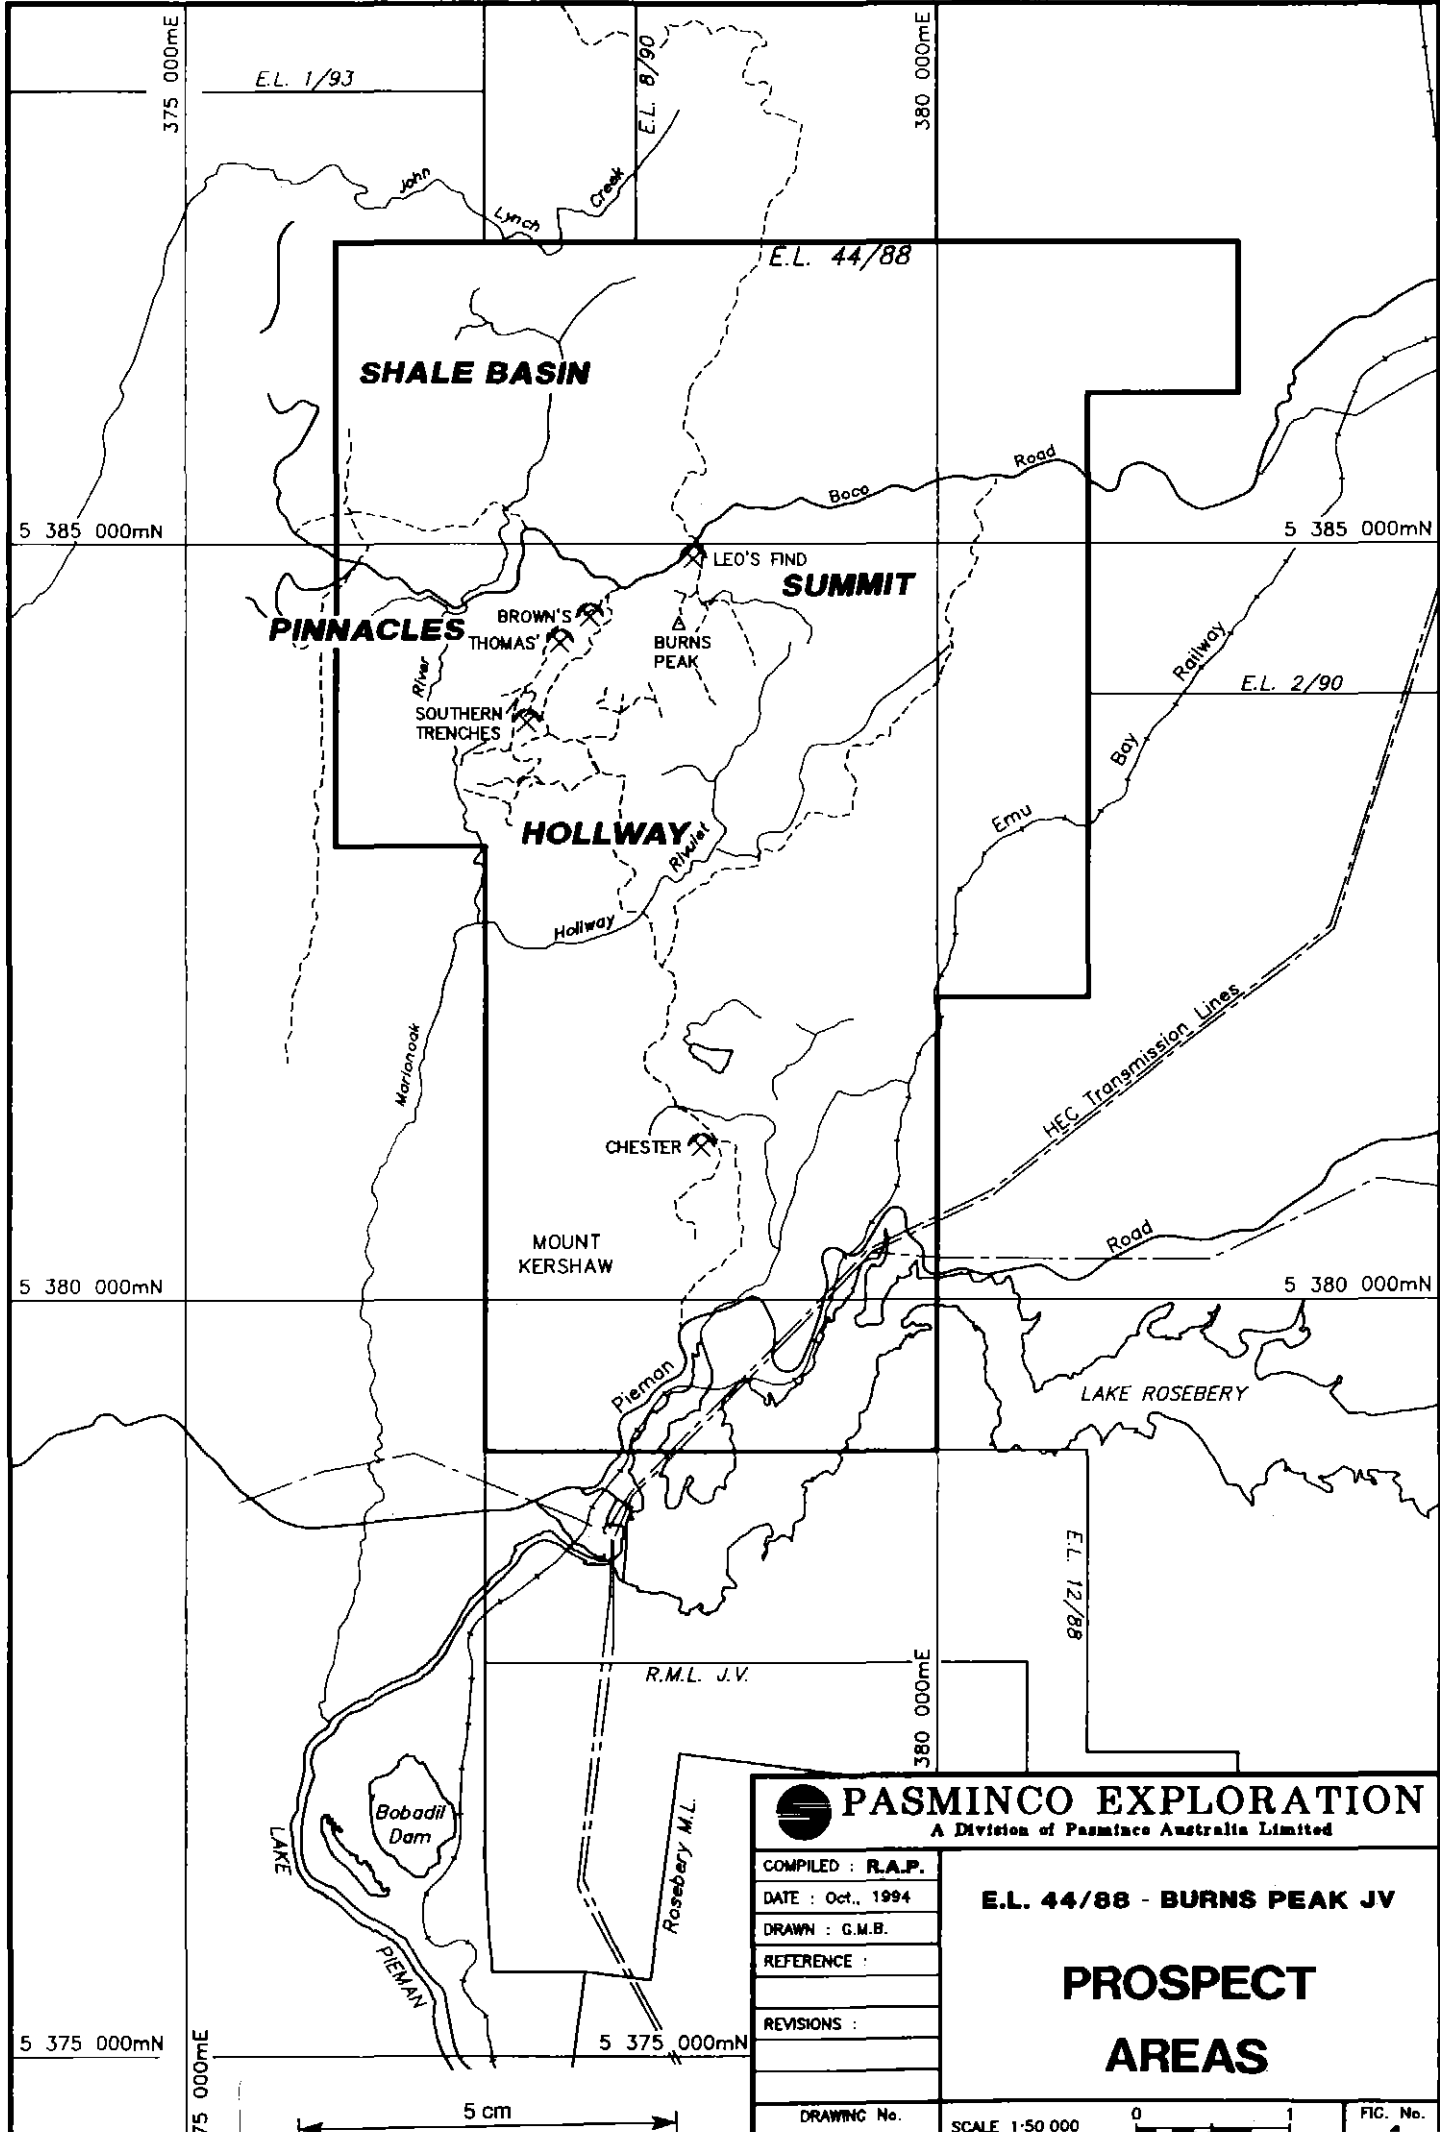 375 000mE
E.L. 1/93
E.L. 8/90
380 000mE
John
Lynch
Creek
E.L. 44/88
SHALE BASIN
Road
Boco
5 385 000mN
5 385 000mN
LEO'S FIND
SUMMIT
BROWN'S
PINNACLES
THOMAS'
BURNS
PEAK
River
SOUTHERN
TRENCHES
Railway
E.L. 2/90
Bay
Emu
HOLLWAY
Rivulet
Hollway
Marionoak
HEC Transmission Lines
CHESTER
MOUNT
KERSHAW
Road
5 380 000mN
5 380 000mN
Pieman
LAKE ROSEBERY
E.L. 12/88
R.M.L. J.V.
380 000mE
Bobadil
Dam
LAKE
PIEMAN
Rosebery M.L.
5 375 000mN
5 375 000mN
75 000mE
5 cm
PASMINCO EXPLORATION
A Division of Pasminco Australia Limited
COMPILED : R.A.P.
DATE : Oct., 1994
DRAWN : G.M.B.
REFERENCE :
REVISIONS :
E.L. 44/88 - BURNS PEAK JV
PROSPECT
AREAS
DRAWING No.
SCALE 1:50 000
0 1
FIG. No.